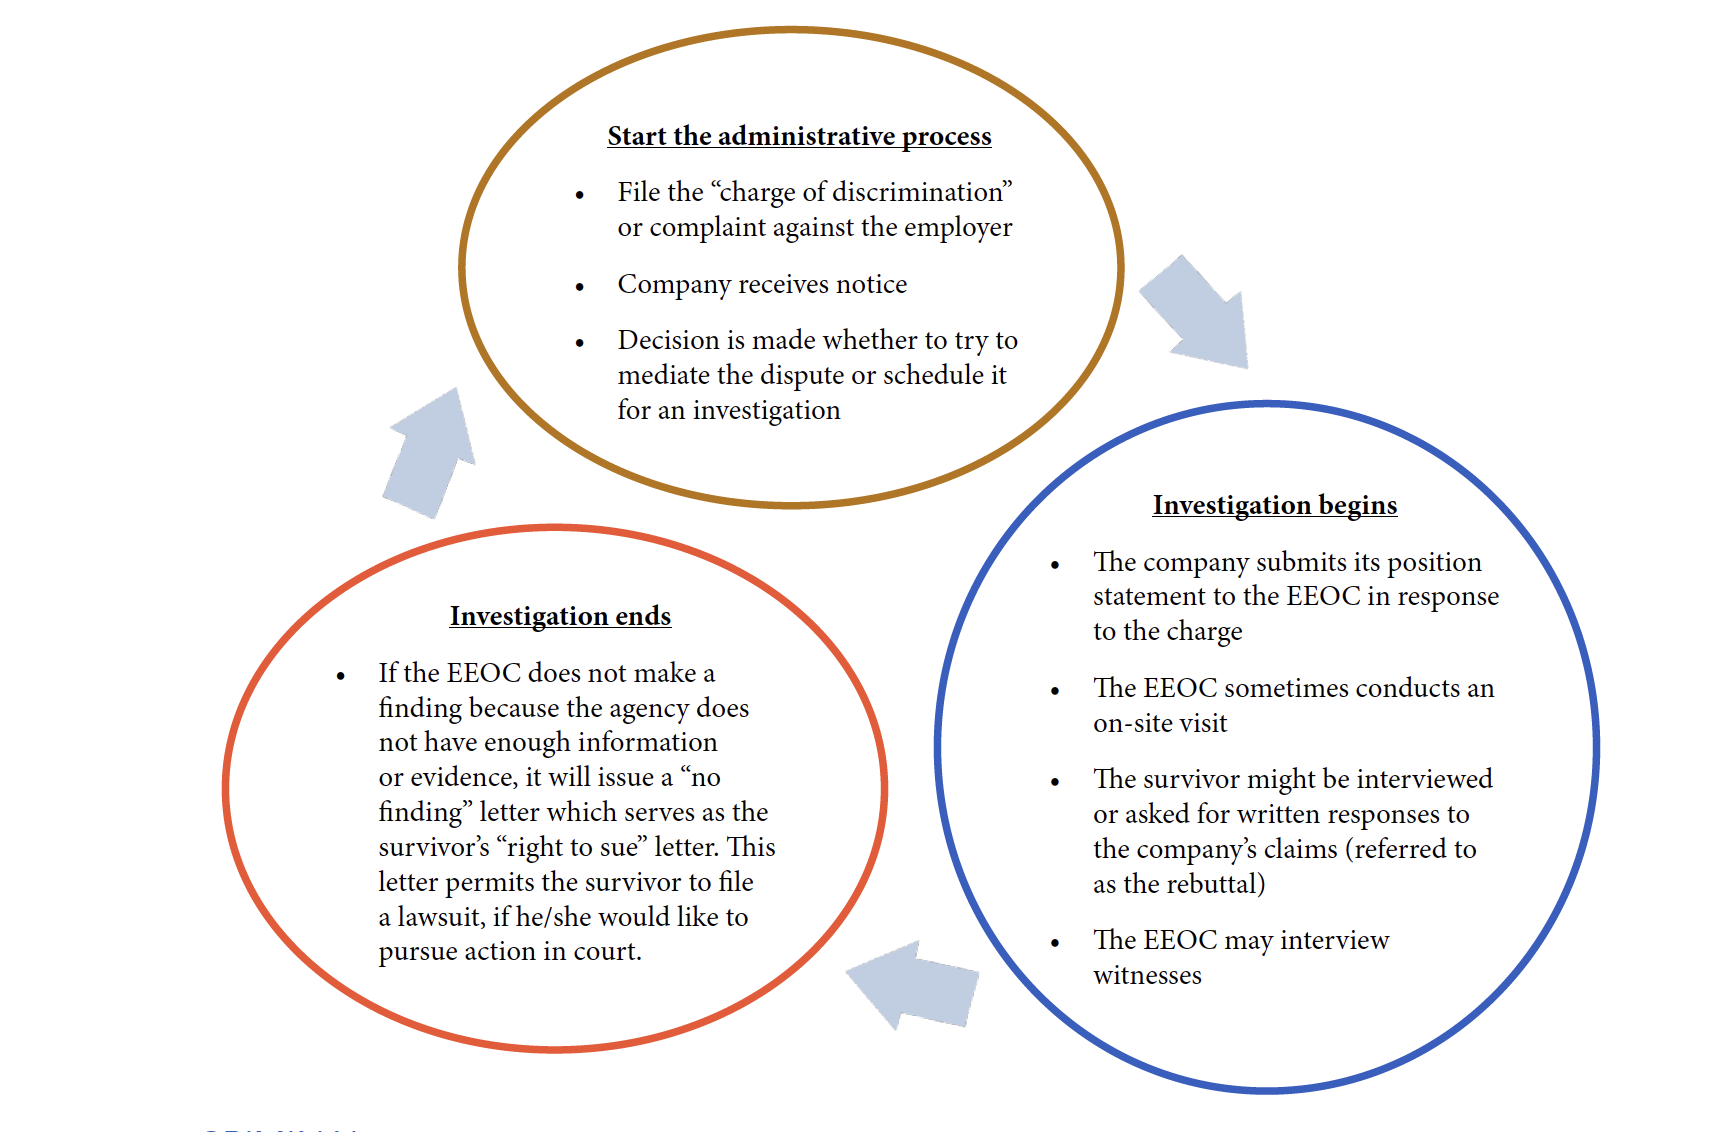 Start the administrative process
• File the “charge of discrimination”
or complaint against the employer
• Company receives notice
• Decision is made whether to try to
mediate the dispute or schedule it
for an investigation
Investigation begins
• The company submits its position
statement to the EEOC in response
to the charge
• The EEOC sometimes conducts an
on-site visit
• The survivor might be interviewed
or asked for written responses to
the company’s claims (referred to
as the rebuttal)
• The EEOC may interview
witnesses
Investigation ends
• If the EEOC does not make a
finding because the agency does
not have enough information
or evidence, it will issue a “no
finding” letter which serves as the
survivor’s “right to sue” letter. This
letter permits the survivor to file
a lawsuit, if he/she would like to
pursue action in court.